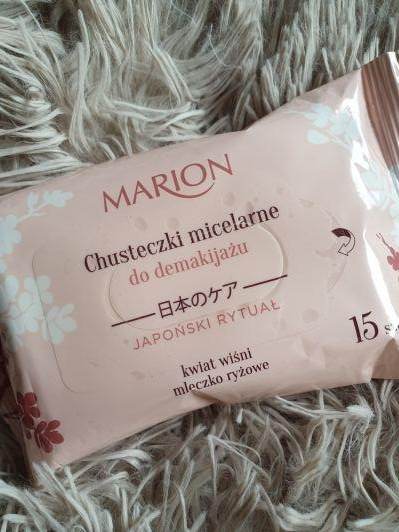 MARION
Chusteczki micelarne
do demakijażu
日本のケア
JAPOŃSKI RYTUAŁ
15
kwiat wiśni
mleczko ryżowe